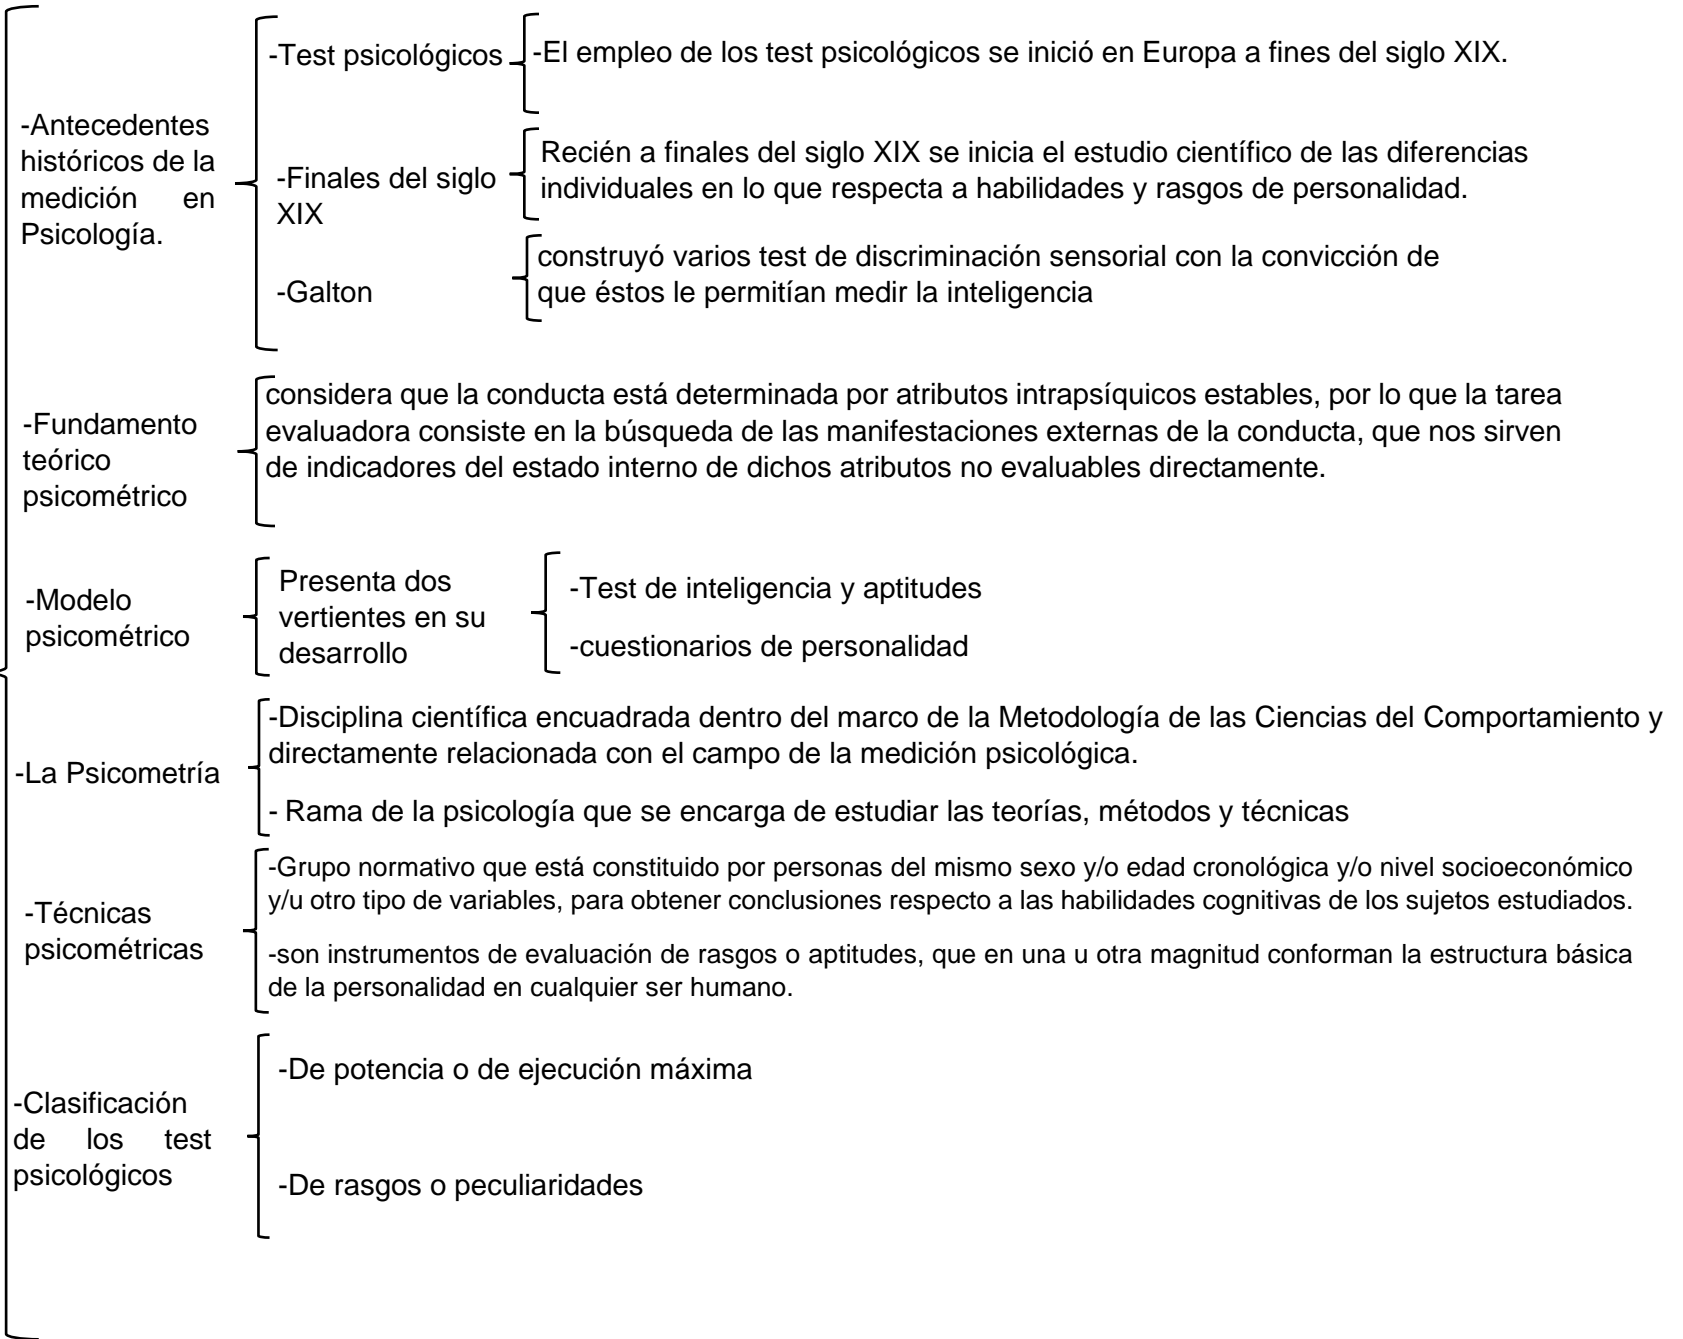 -Antecedentes
históricos de la
medición en
Psicología.
-Test psicológicos
-El empleo de los test psicológicos se inició en Europa a fines del siglo XIX.
-Finales del siglo
XIX
Recién a finales del siglo XIX se inicia el estudio científico de las diferencias
individuales en lo que respecta a habilidades y rasgos de personalidad.
-Galton
construyó varios test de discriminación sensorial con la convicción de
que éstos le permitían medir la inteligencia
-Fundamento
teórico
psicométrico
considera que la conducta está determinada por atributos intrapsíquicos estables, por lo que la tarea
evaluadora consiste en la búsqueda de las manifestaciones externas de la conducta, que nos sirven
de indicadores del estado interno de dichos atributos no evaluables directamente.
-Modelo
psicométrico
Presenta dos
vertientes en su
desarrollo
-Test de inteligencia y aptitudes
-cuestionarios de personalidad
-La Psicometría
-Disciplina científica encuadrada dentro del marco de la Metodología de las Ciencias del Comportamiento y
directamente relacionada con el campo de la medición psicológica.
- Rama de la psicología que se encarga de estudiar las teorías, métodos y técnicas
-Técnicas
psicométricas
-Grupo normativo que está constituido por personas del mismo sexo y/o edad cronológica y/o nivel socioeconómico
y/u otro tipo de variables, para obtener conclusiones respecto a las habilidades cognitivas de los sujetos estudiados.
-son instrumentos de evaluación de rasgos o aptitudes, que en una u otra magnitud conforman la estructura básica
de la personalidad en cualquier ser humano.
-Clasificación
de los test
psicológicos
-De potencia o de ejecución máxima
-De rasgos o peculiaridades